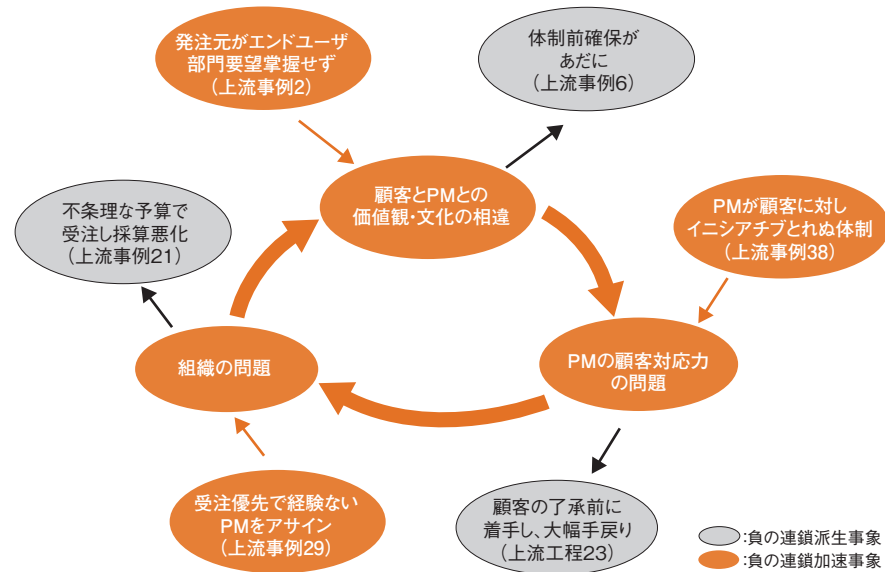 発注元がエンドユーザ
部門要望掌握せず
(上流事例2)
体制前確保が
あだに
(上流事例6)
顧客とPMとの
価値観・文化の相違
不条理な予算で
受注し採算悪化
(上流事例21)
PMが顧客に対し
イニシアチブとれぬ体制
(上流事例38)
組織の問題
PMの顧客対応力
の問題
受注優先で経験ない
PMをアサイン
(上流事例29)
顧客の了承前に
着手し、大幅手戻り
(上流工程23)
:負の連鎖派生事象
:負の連鎖加速事象